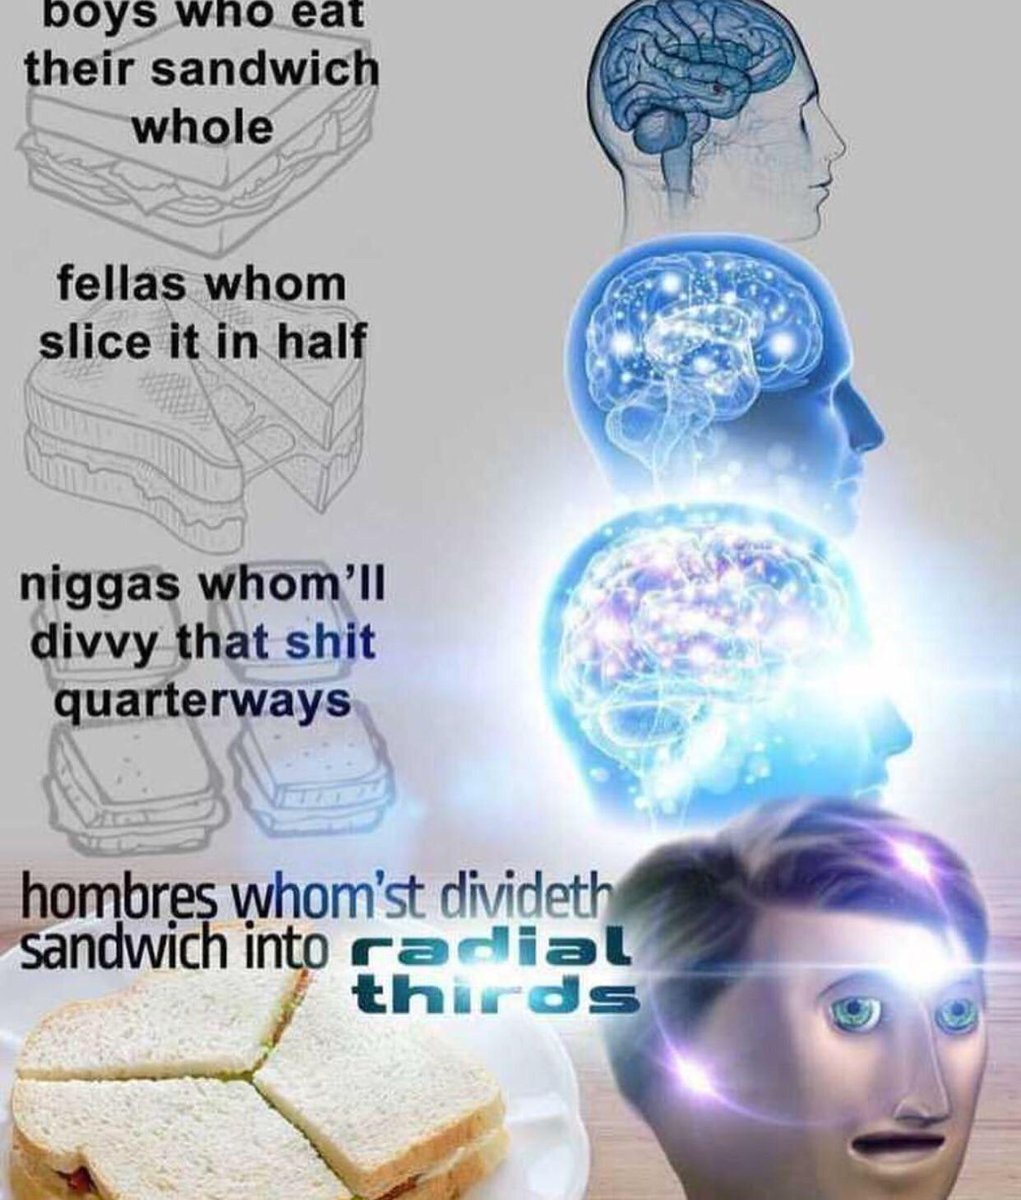 boys who eat
their sandwich
whole
fellas whom
slice it in half
niggas whom'll
divvy that shit
quarterways
hombres whom'st divideth
sandwich into radial
thirds